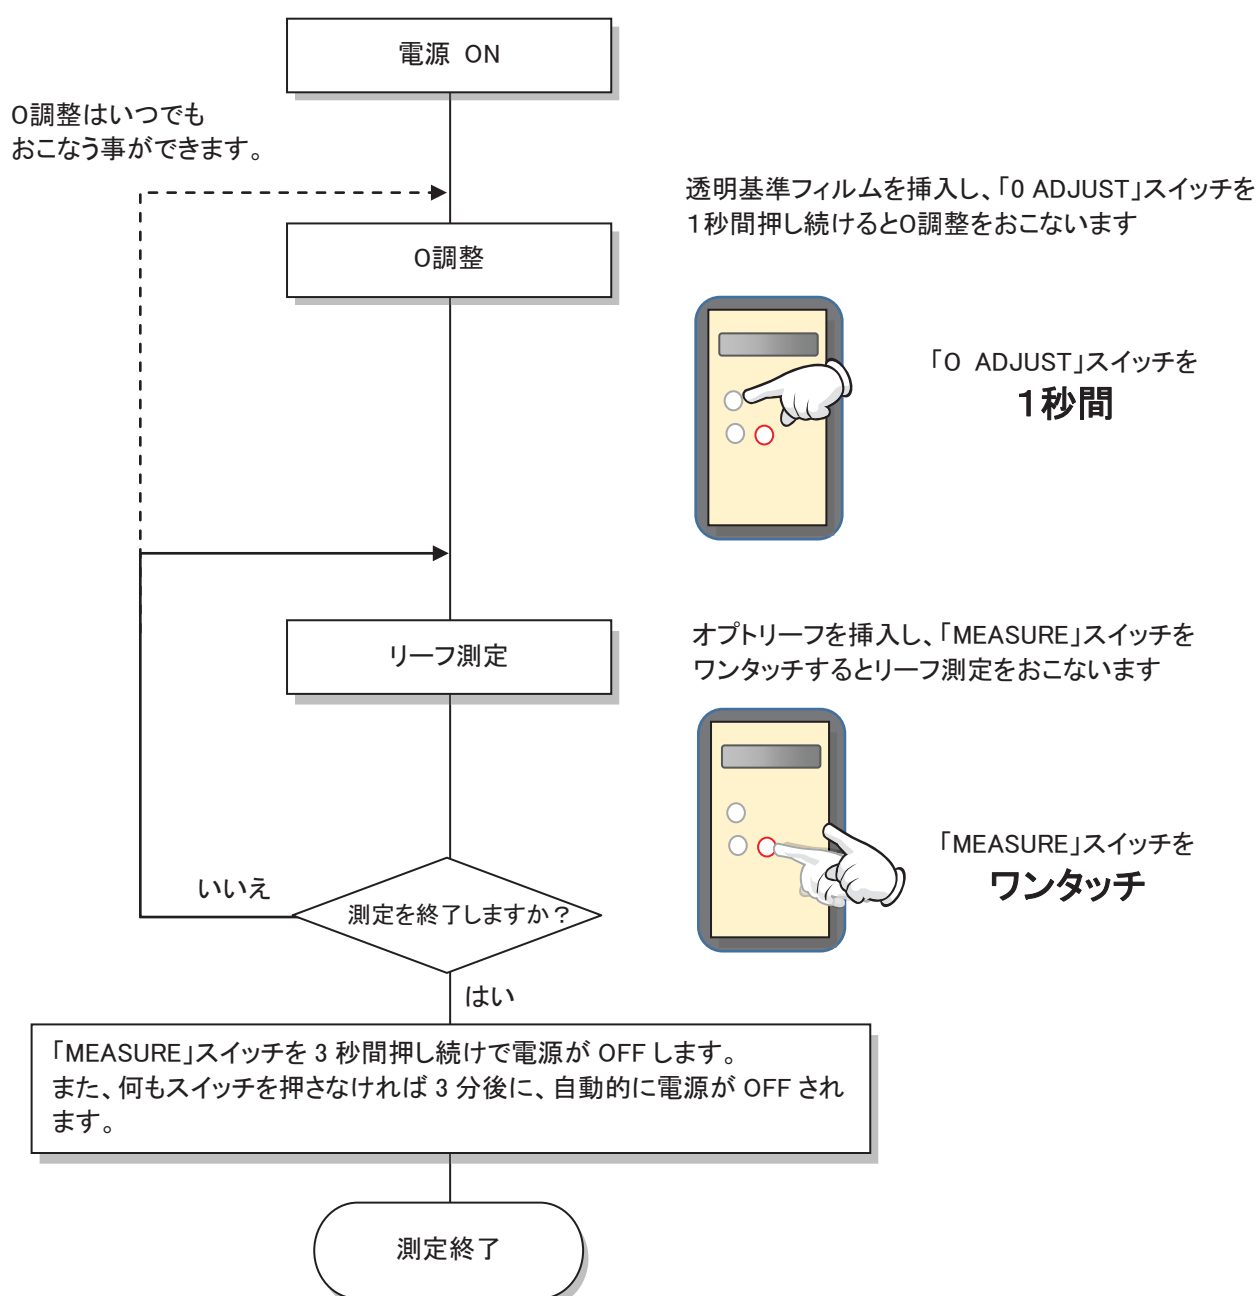 電源 ON
0調整はいつでも
おこなう事ができます。
透明基準フィルムを挿入し、「0 ADJUST」スイッチを
1秒間押し続けると0調整をおこないます
0調整
「0 ADJUST」スイッチを
1秒間
リーフ測定
オプトリーフを挿入し、「MEASURE」スイッチを
ワンタッチするとリーフ測定をおこないます
「MEASURE」スイッチを
ワンタッチ
いいえ
測定を終了しますか？
はい
「MEASURE」スイッチを 3 秒間押し続けで電源が OFF します。
また、何もスイッチを押さなければ 3 分後に、自動的に電源が OFF され
ます。
測定終了